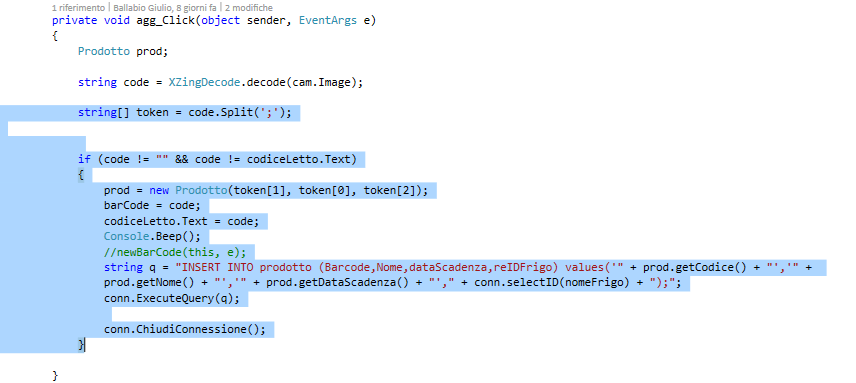 1 riferimento | Ballabio Giulio, 8 giorni fa | 2 modifiche
private void agg_Click(object sender, EventArgs e)
{
Prodotto prod;
string code = XZingDecode.decode(cam.Image);
string[] token = code.Split(';');
if (code != "" && code != codiceLetto.Text)
{
prod = new Prodotto(token[1], token[0], token[2]);
barCode = code;
codiceLetto.Text = code;
Console.Beep();
//newBarCode(this, e);
string q = "INSERT INTO prodotto (Barcode,Nome,dataScadenza,reIDFrigo) values('" + prod.getCodice() + "','" +
prod.getNome() + "','" + prod.getDataScadenza() + "'," + conn.selectID(nomeFrigo) + ");";
conn.ExecuteQuery(q);
conn.ChiudiConnessione();
}
}